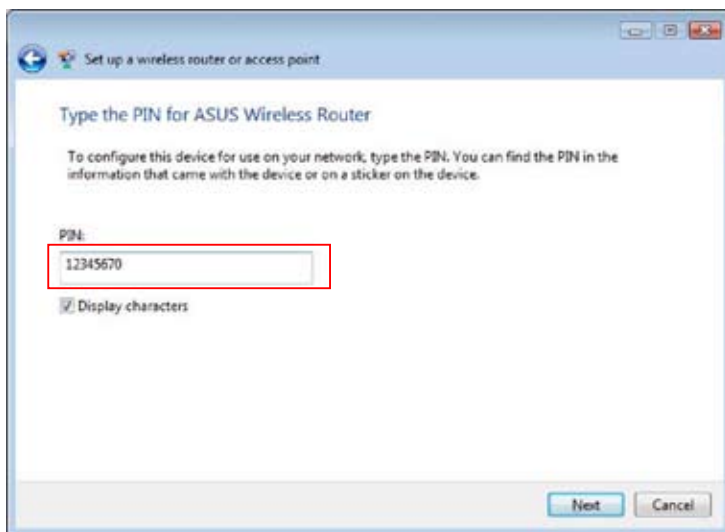 Set up a wireless router or access point
Type the PIN for ASUS Wireless Router
To configure this device for use on your network, type the PIN. You can find the PIN in the
information that came with the device or on a sticker on the device.
PIN:
12345670
Display characters
Next Cancel